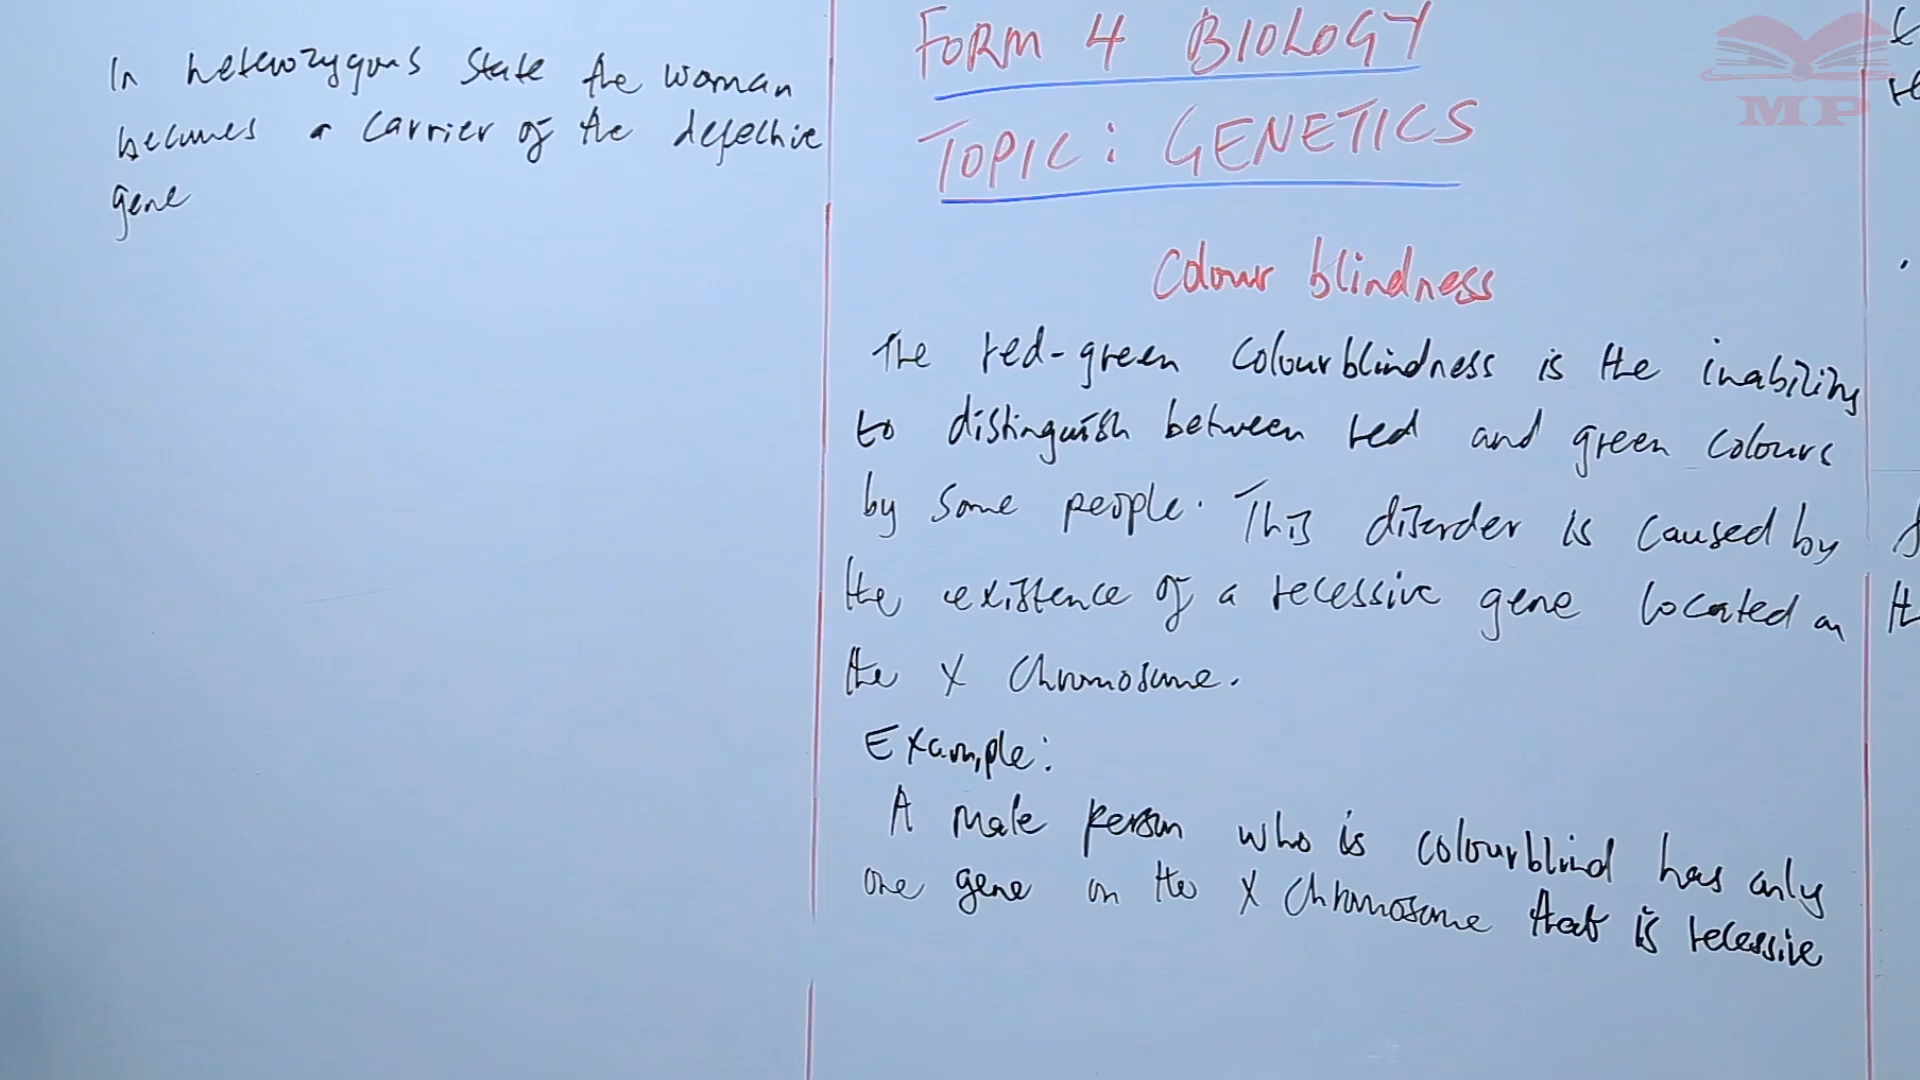 In heterozygous state the woman
becomes a carrier of the defective
gene
FORM 4 BIOLOGY
TOPIC: GENETICS
Colour blindness
The red-green colourblindness is the inability
to distinguish between red and green colours
by some people. This disorder is caused by
the existence of a recessive gene located on
the X chromosome.
Example:
A male person who is colourblind has only
one gene on the X chromosome that is recessive
MP